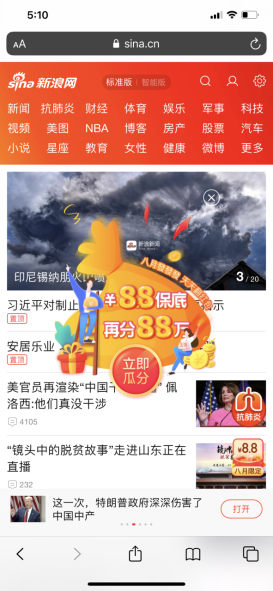 5:10
AA
sina.cn
sina 新浪网
标准版 | 智能版
新闻 抗肺炎 财经 体育 娱乐 军事 科技
视频 美图 NBA 博客 房产 股票 汽车
小说 星座 教育 女性 健康 微博 更多
新浪新闻
印尼锡纳朋火
3 / 20
八月
¥88保底
再分88万
立即
瓜分
习近平对制止
示
置顶
安居乐业
置顶
美官员再渲染“中国干
” 佩
洛西:他们真没干涉
4105
抗肺炎
“镜头中的脱贫故事”走进山东正在
直播
232
¥8.8
八月限定
这一次，特朗普政府深深伤害了
中国中产
打开